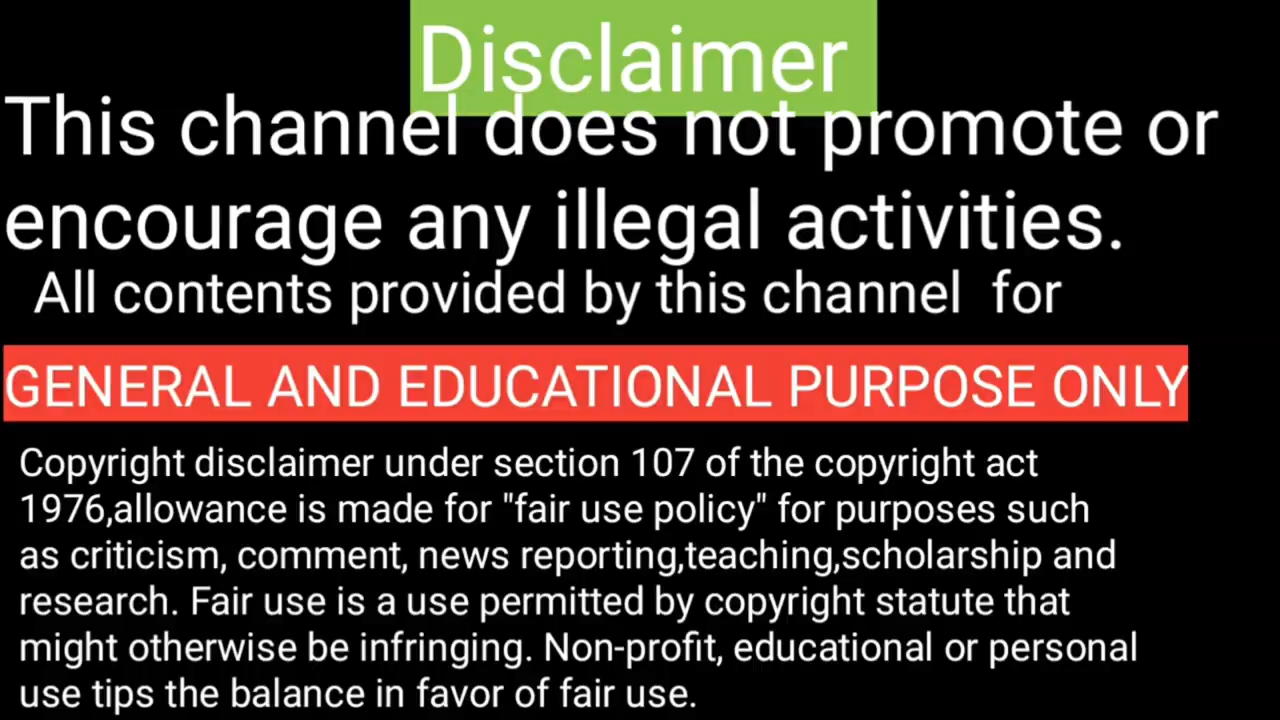 Disclaimer
This channel does not promote or
encourage any illegal activities.
All contents provided by this channel  for
GENERAL AND EDUCATIONAL PURPOSE ONLY
Copyright disclaimer under section 107 of the copyright act
1976,allowance is made for "fair use policy" for purposes such
as criticism, comment, news reporting,teaching,scholarship and
research. Fair use is a use permitted by copyright statute that
might otherwise be infringing. Non-profit, educational or personal
use tips the balance in favor of fair use.